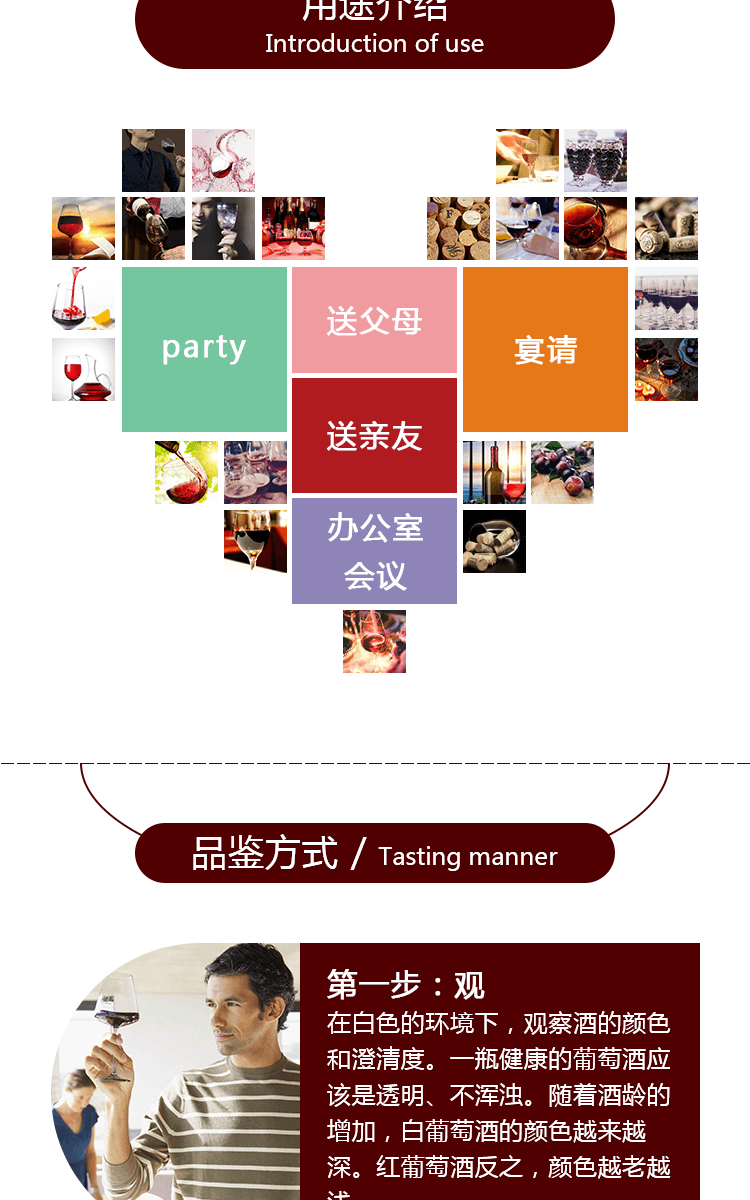 用途介绍
Introduction of use
party
送父母
宴请
送亲友
办公室
会议
品鉴方式 / Tasting manner
第一步：观
在白色的环境下，观察酒的颜色
和澄清度。一瓶健康的葡萄酒应
该是透明、不浑浊。随着酒龄的
增加，白葡萄酒的颜色越来越
深。红葡萄酒反之，颜色越老越